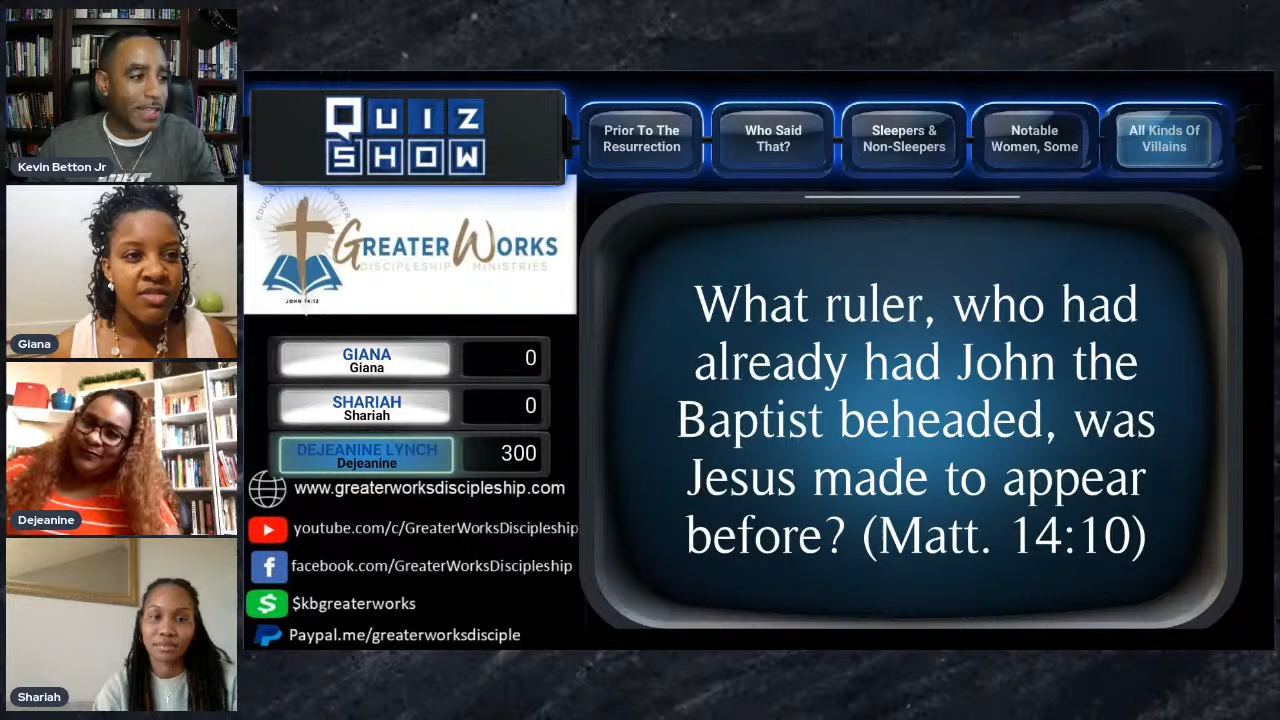 Kevin Betton Jr
Giana
Dejeanine
Shariah
QUIZ
SHOW
EDUCATE
EMPOWER
GREATER WORKS
DISCIPLESHIP MINISTRIES
JOHN 14:12
GIANA
Giana
0
SHARIAH
Shariah
0
DEJEANINE LYNCH
Dejeanine
300
www.greaterworksdiscipleship.com
youtube.com/c/GreaterWorksDiscipleship
facebook.com/GreaterWorksDiscipleship
$kbgreaterworks
Paypal.me/greaterworksdisciple
Prior To The
Resurrection
Who Said
That?
Sleepers &
Non-Sleepers
Notable
Women, Some
All Kinds Of
Villains
What ruler, who had
already had John the
Baptist beheaded, was
Jesus made to appear
before? (Matt. 14:10)